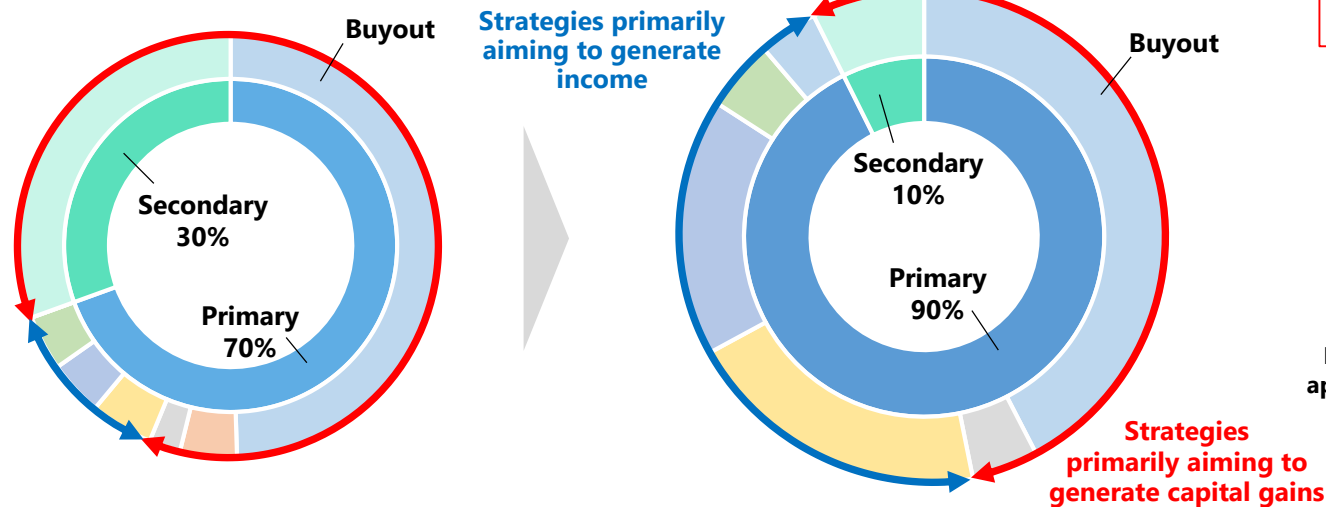 Buyout
Secondary
30%
Primary
70%
Strategies primarily
aiming to generate
income
Buyout
Secondary
10%
Primary
90%
Strategies
primarily aiming to
generate capital gains